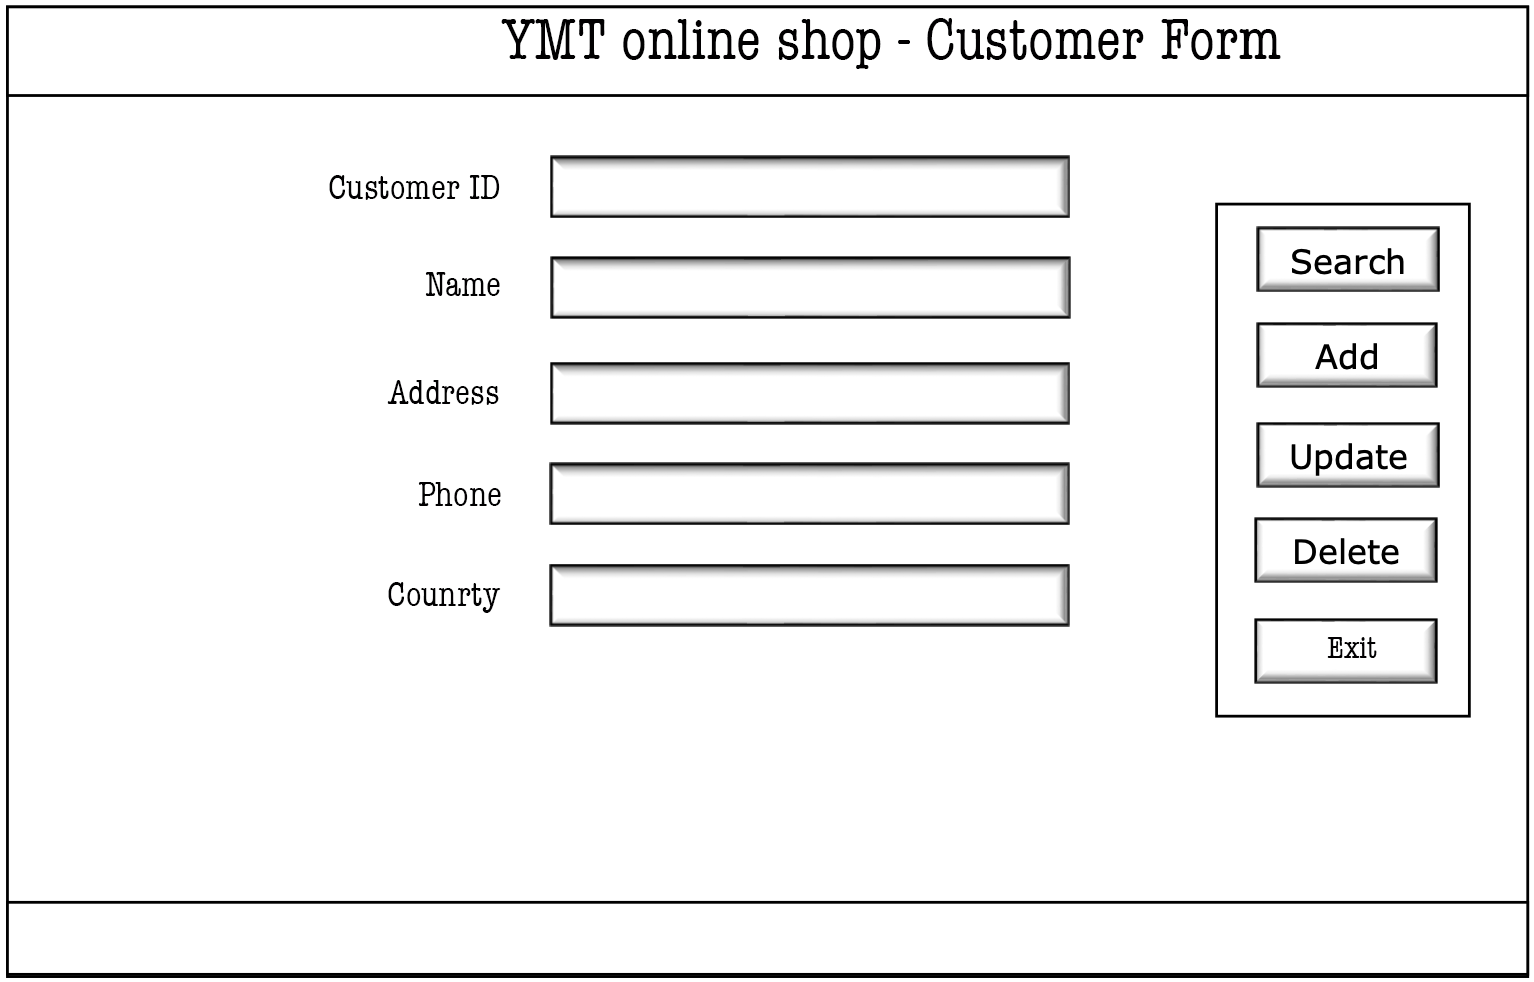 YMT online shop - Customer Form
Customer ID
Name
Address
Phone
Counrty
Search
Add
Update
Delete
Exit